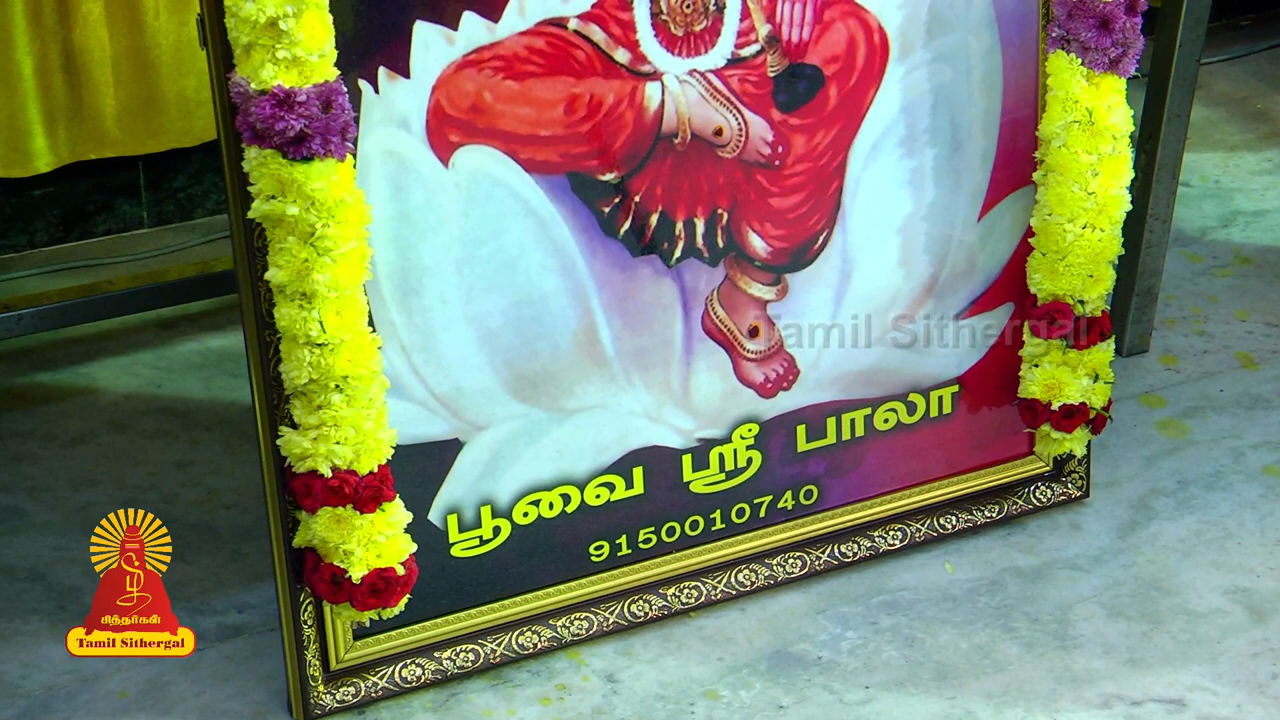 Tamil Sithergal
பூவை ஸ்ரீ பாலா
9150010740
சித்தர்கள்
Tamil Sithergal